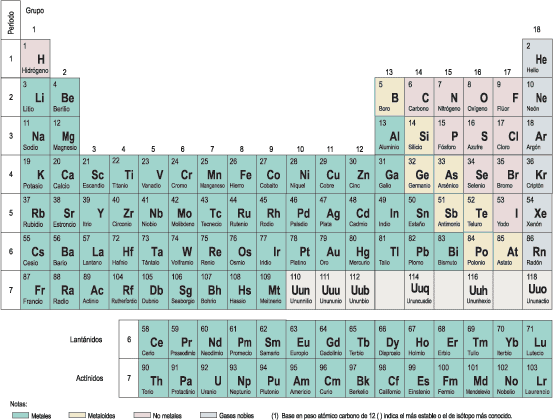 Período
Grupo
1 18
1 2
1 H He
Hidrógeno 2 13 14 15 16 17 Helio
3 4 5 6 7 8 9 10
2 Li Be B C N O F Ne
Litio Berilio Boro Carbono Nitrógeno Oxígeno Flúor Neón
11 12 13 14 15 16 17 18
3 Na Mg Al Si P S Cl Ar
Sodio Magnesio 3 4 5 6 7 8 9 10 11 12 Aluminio Silicio Fósforo Azufre Cloro Argón
19 20 21 22 23 24 25 26 27 28 29 30 31 32 33 34 35 36
4 K Ca Sc Ti V Cr Mn Fe Co Ni Cu Zn Ga Ge As Se Br Kr
Potasio Calcio Escandio Titanio Vanadio Cromo Manganeso Hierro Cobalto Niquel Cobre Zinc Galio Germanio Arsénico Selenio Bromo Criptón
37 38 39 40 41 42 43 44 45 46 47 48 49 50 51 52 53 54
5 Rb Sr Y Zr Nb Mo Tc Ru Rh Pd Ag Cd In Sn Sb Te I Xe
Rubidio Estroncio Itrio Zirconio Niobio Molibdeno Tecnecio Rutenio Rodio Paladio Plata Cadmio Indio Estaño Antimonio Teluro Yodo Xenón
55 56 57 72 73 74 75 76 77 78 79 80 81 82 83 84 85 86
6 Cs Ba La Hf Ta W Re Os Ir Pt Au Hg Tl Pb Bi Po At Rn
Cesio Bario Lantano Hafnio Tántalo Wolframio Renio Osmio Iridio Platino Oro Mercurio Talio Plomo Bismuto Polonio Astato Radón
87 88 89 104 105 106 107 108 109 110 111 112 114 116 118
7 Fr Ra Ac Rf Db Sg Bh Hs Mt Uun Uuu Uub Uuq Uuh Uuo
Francio Radio Actinio Rutherfordio Dubnio Seaborgio Bohrio Hassio Meitnerio Ununnilio Unununio Ununbio Ununhexio
58 59 60 61 62 63 64 65 66 67 68 69 70 71
Lantánidos 6 Ce Pr Nd Pm Sm Eu Gd Tb Dy Ho Er Tm Yb Lu
Cerio Praseodimio Neodimio Promecio Samario Europio Gadolinio Terbio Disprosio Holmio Erbio Tulio Iterbio Lutecio
90 91 92 93 94 95 96 97 98 99 100 101 102 103
Actínidos 7 Th Pa U Np Pu Am Cm Bk Cf Es Fm Md No Lr
Torio Protactinio Uranio Neptunio Plutonio Americio Curio Berkelio Californio Einstenio Fermio Mendelevio Nobelio Laurencio
Notas:
Metales Metaloides No metales Gases nobles (1) Base en peso atómico carbono de 12 ( ) indica el más estable o el de isótopo más conocido.